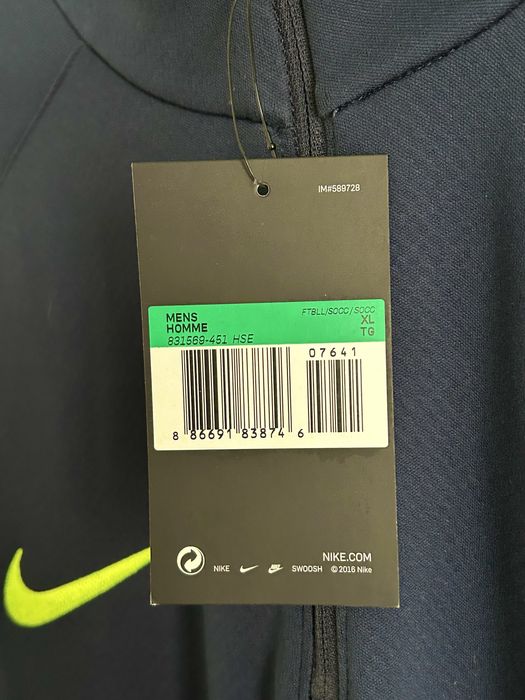 IM#589728
MENS
HOMME
FTBLL/SOCC/SOCC
XL
TG
831569-451 HSE
07641
8 86691 83874 6
NIKE.COM
NIKE SWOOSH © 2016 Nike